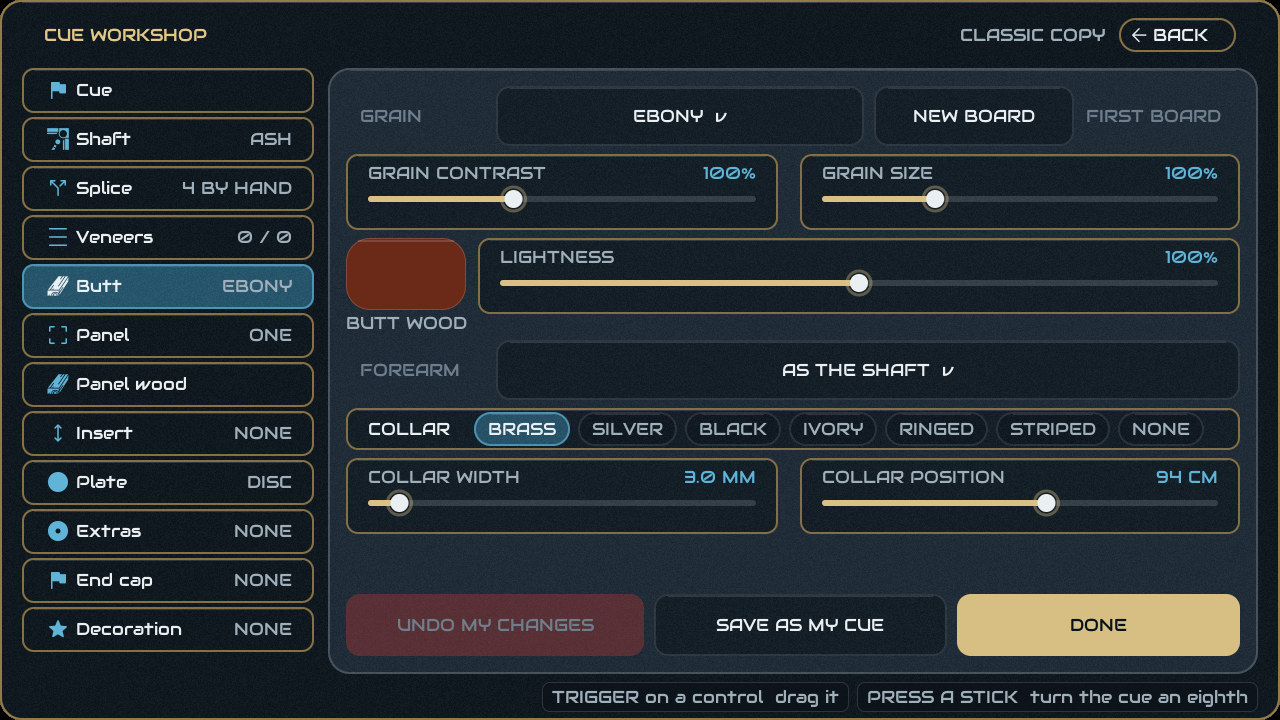 CUE WORKSHOP
CLASSIC COPY
← BACK
Cue
Shaft ASH
Splice 4 BY HAND
Veneers 0 / 0
Butt EBONY
Panel ONE
Panel wood
Insert NONE
Plate DISC
Extras NONE
End cap NONE
Decoration NONE
GRAIN EBONY v NEW BOARD FIRST BOARD
GRAIN CONTRAST 100% GRAIN SIZE 100%
LIGHTNESS 100%
BUTT WOOD
FOREARM AS THE SHAFT v
COLLAR BRASS SILVER BLACK IVORY RINGED STRIPED NONE
COLLAR WIDTH 3.0 MM COLLAR POSITION 94 CM
UNDO MY CHANGES SAVE AS MY CUE DONE
TRIGGER on a control drag it PRESS A STICK turn the cue an eighth